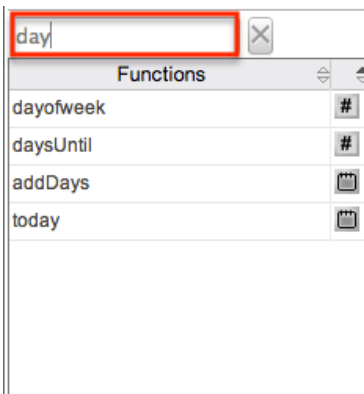 day
Functions
dayofweek #
daysUntil #
addDays
today